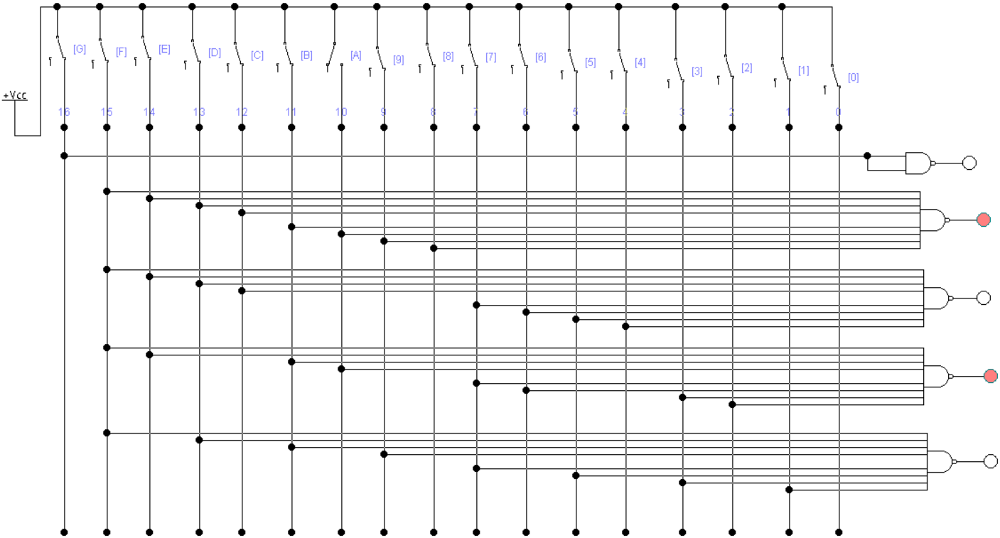 [G] [F] [E] [D] [C] [B] [A] [9] [8] [7] [6] [5] [4] [3] [2] [1] [0]
+Vcc
16 15 14 13 12 11 10 9 8 7 6 5 4 3 2 1 0